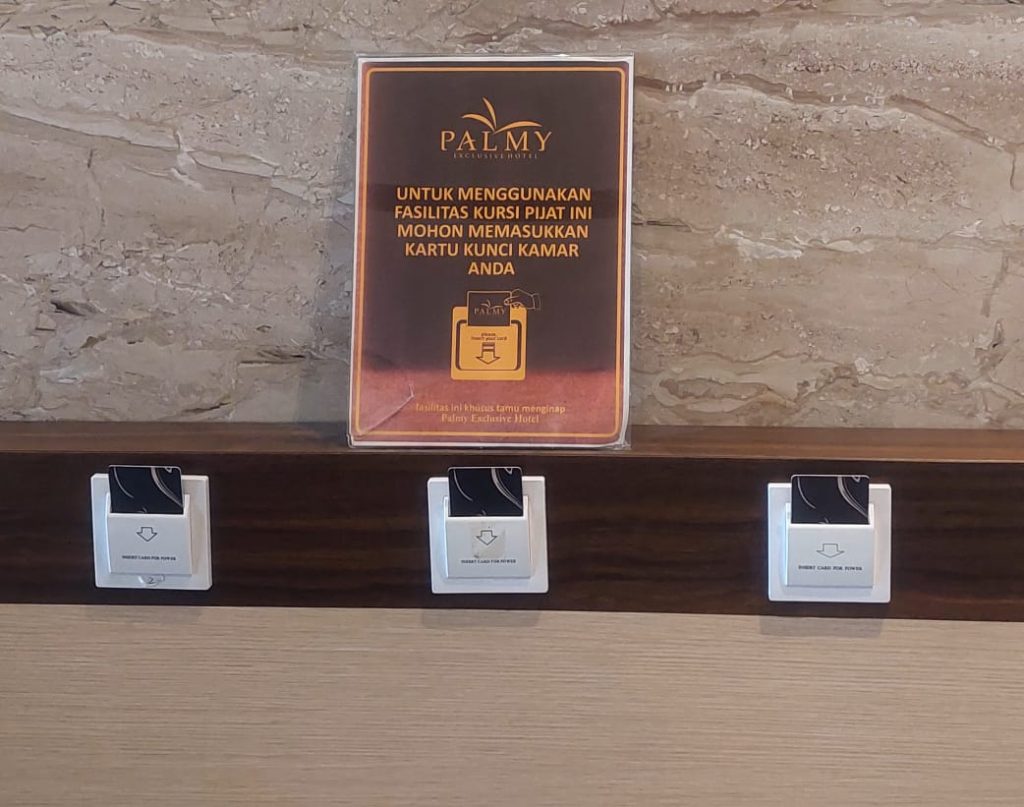 PALMY
EXCLUSIVE HOTEL
UNTUK MENGGUNAKAN
FASILITAS KURSI PIJAT INI
MOHON MEMASUKKAN
KARTU KUNCI KAMAR
ANDA
PALMY
please,
insert your card
fasilitas ini khusus tamu menginap
Palmy Exclusive Hotel
INSERT CARD FOR POWER
2
INSERT CARD FOR POWER
INSERT CARD FOR POWER